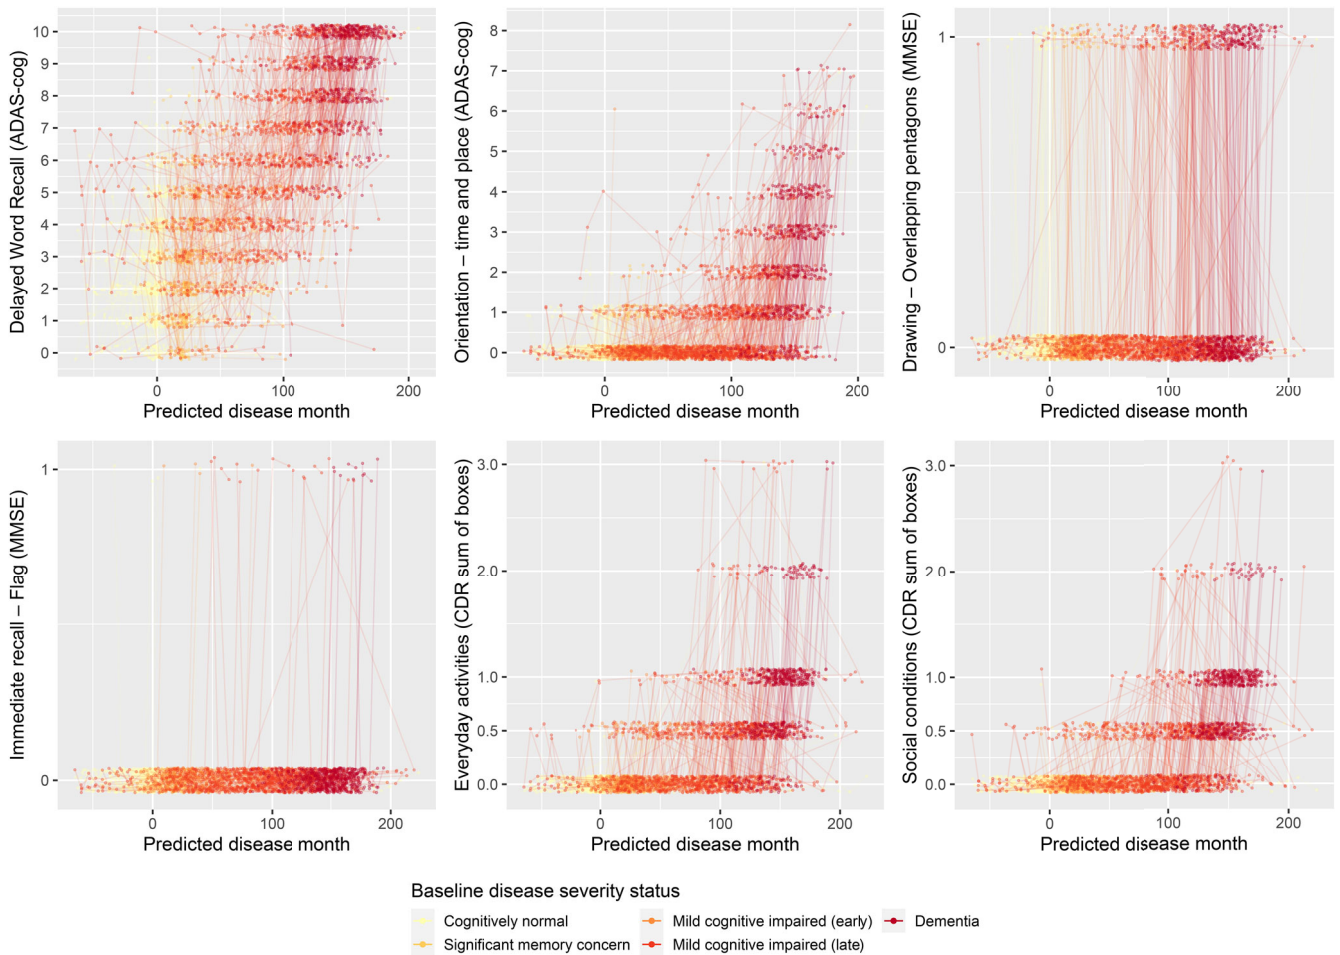 Delayed Word Recall (ADAS-cog)
10
9
8
7
6
5
4
3
2
1
0
0 100 200
Predicted disease month
Orientation – time and place (ADAS-cog)
8
7
6
5
4
3
2
1
0
0 100 200
Predicted disease month
Drawing – Overlapping pentagons (MMSE)
1
0
0 100 200
Predicted disease month
Immediate recall – Flag (MMSE)
1
0
0 100 200
Predicted disease month
Everyday activities (CDR sum of boxes)
3.0
2.0
1.0
0.5
0.0
0 100 200
Predicted disease month
Social conditions (CDR sum of boxes)
3.0
2.0
1.0
0.5
0.0
0 100 200
Predicted disease month
Baseline disease severity status
Cognitively normal Mild cognitive impaired (early) Dementia
Significant memory concern Mild cognitive impaired (late)